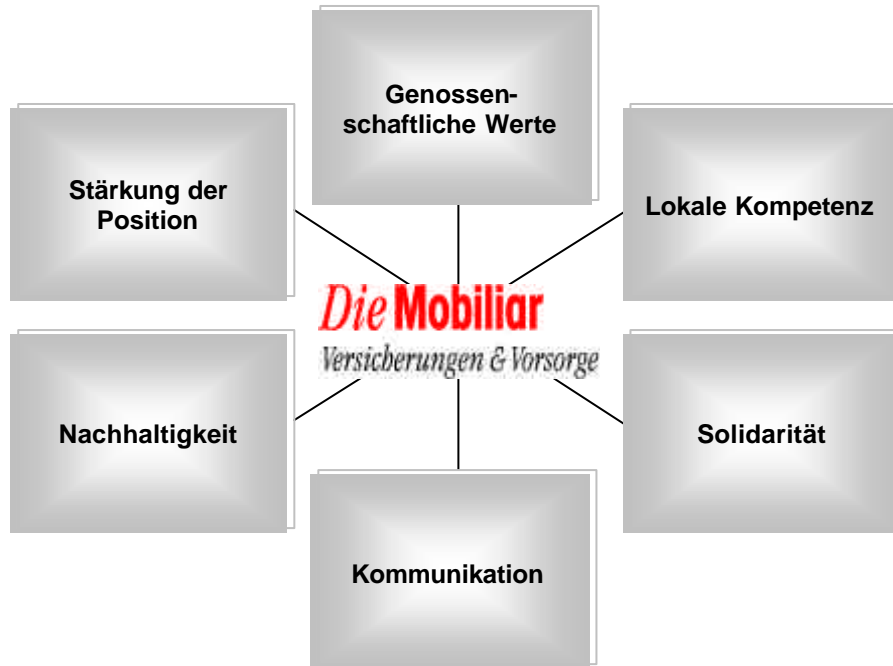 Genossen-
schaftliche Werte
Stärkung der
Position
Lokale Kompetenz
Die Mobiliar
Versicherungen & Vorsorge
Nachhaltigkeit
Solidarität
Kommunikation